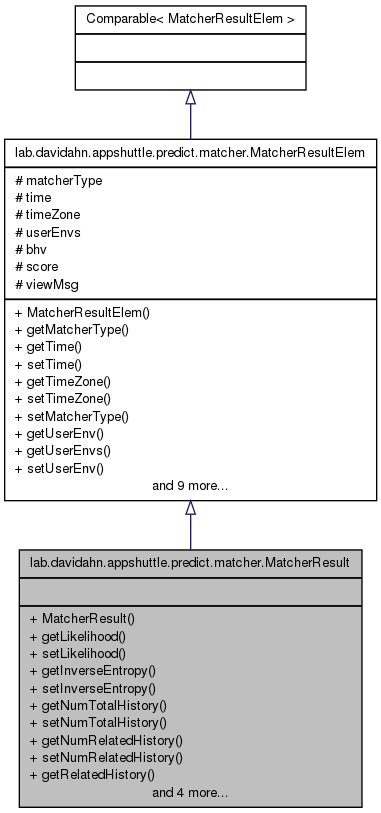 Comparable< MatcherResultElem >
lab.davidahn.appshuttle.predict.matcher.MatcherResultElem
# matcherType
# time
# timeZone
# userEnvs
# bhv
# score
# viewMsg
+ MatcherResultElem()
+ getMatcherType()
+ getTime()
+ setTime()
+ getTimeZone()
+ setTimeZone()
+ setMatcherType()
+ getUserEnv()
+ getUserEnvs()
+ setUserEnv()
and 9 more...
lab.davidahn.appshuttle.predict.matcher.MatcherResult
+ MatcherResult()
+ getLikelihood()
+ setLikelihood()
+ getInverseEntropy()
+ setInverseEntropy()
+ getNumTotalHistory()
+ setNumTotalHistory()
+ getNumRelatedHistory()
+ setNumRelatedHistory()
+ getRelatedHistory()
and 4 more...